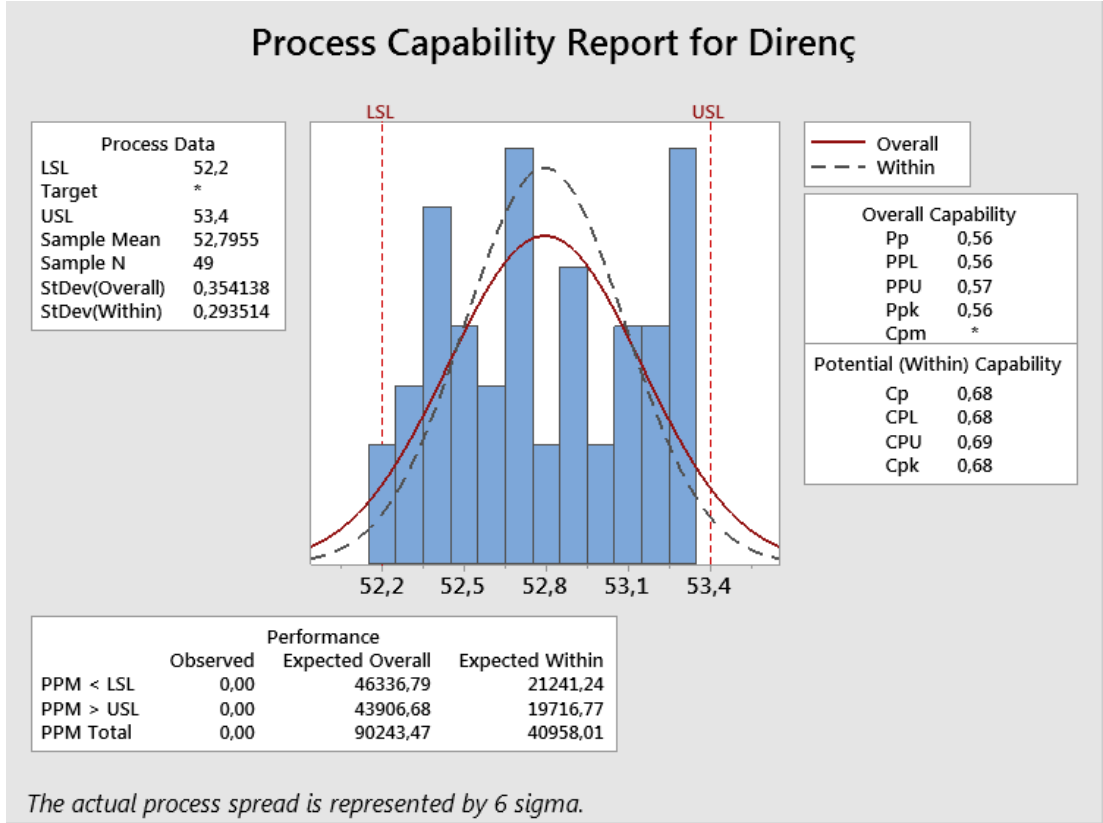 Process Capability Report for Direnç
LSL
USL
Process Data
LSL 52,2
Target *
USL 53,4
Sample Mean 52,7955
Sample N 49
StDev(Overall) 0,354138
StDev(Within) 0,293514
Overall
Within
Overall Capability
Pp 0,56
PPL 0,56
PPU 0,57
Ppk 0,56
Cpm *
Potential (Within) Capability
Cp 0,68
CPL 0,68
CPU 0,69
Cpk 0,68
52,2 52,5 52,8 53,1 53,4
Performance
Observed Expected Overall Expected Within
PPM < LSL 0,00 46336,79 21241,24
PPM > USL 0,00 43906,68 19716,77
PPM Total 0,00 90243,47 40958,01
The actual process spread is represented by 6 sigma.